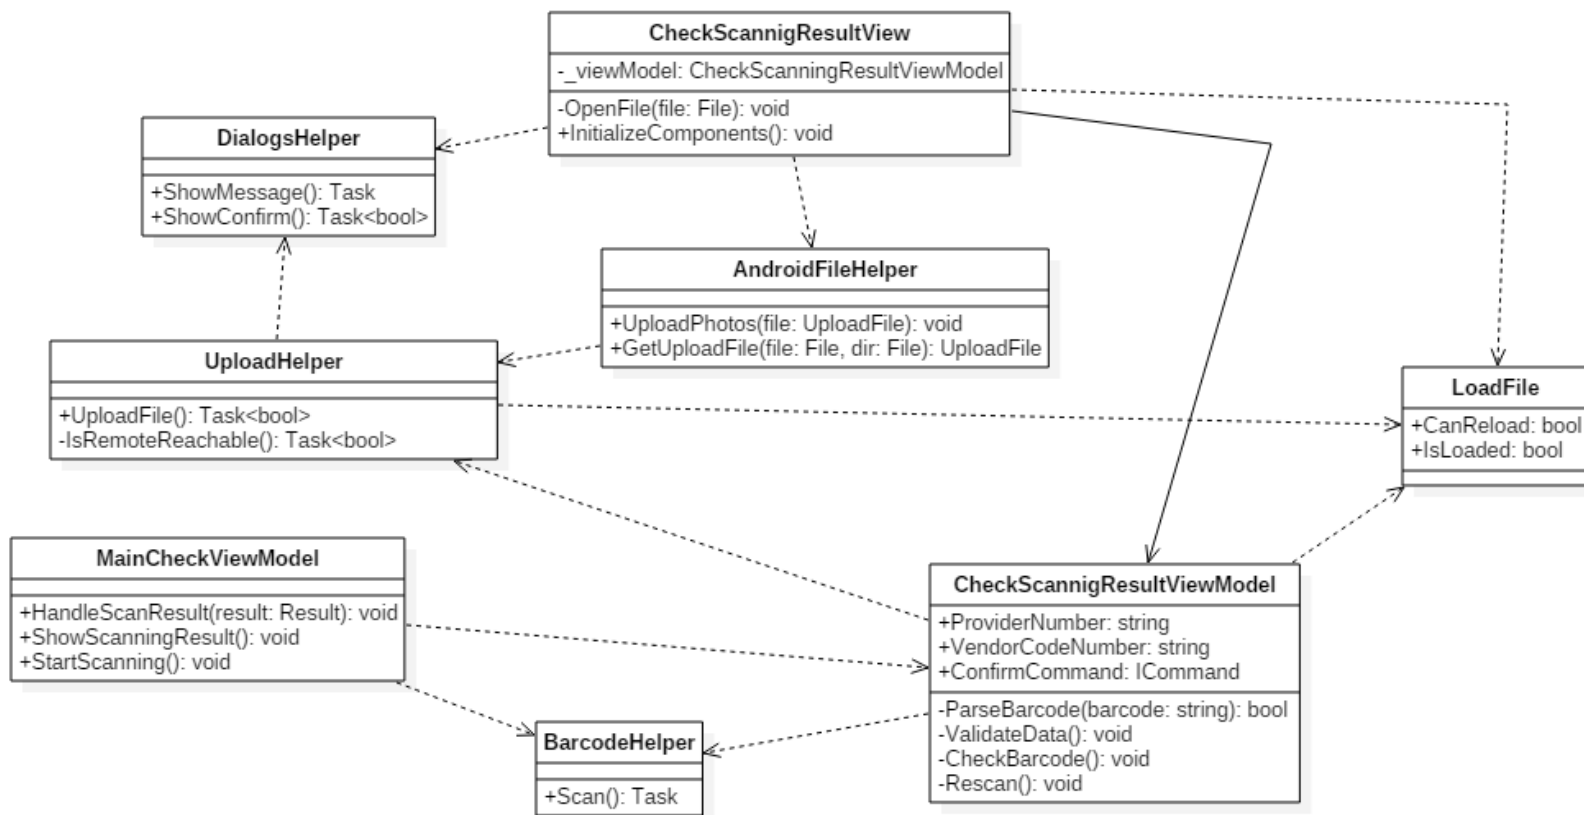 CheckScannigResultView
-_viewModel: CheckScanningResultViewModel
-OpenFile(file: File): void
+InitializeComponents(): void
DialogsHelper
+ShowMessage(): Task
+ShowConfirm(): Task<bool>
AndroidFileHelper
+UploadPhotos(file: UploadFile): void
+GetUploadFile(file: File, dir: File): UploadFile
UploadHelper
+UploadFile(): Task<bool>
-IsRemoteReachable(): Task<bool>
LoadFile
+CanReload: bool
+IsLoaded: bool
MainCheckViewModel
+HandleScanResult(result: Result): void
+ShowScanningResult(): void
+StartScanning(): void
CheckScannigResultViewModel
+ProviderNumber: string
+VendorCodeNumber: string
+ConfirmCommand: ICommand
-ParseBarcode(barcode: string): bool
-ValidateData(): void
-CheckBarcode(): void
-Rescan(): void
BarcodeHelper
+Scan(): Task